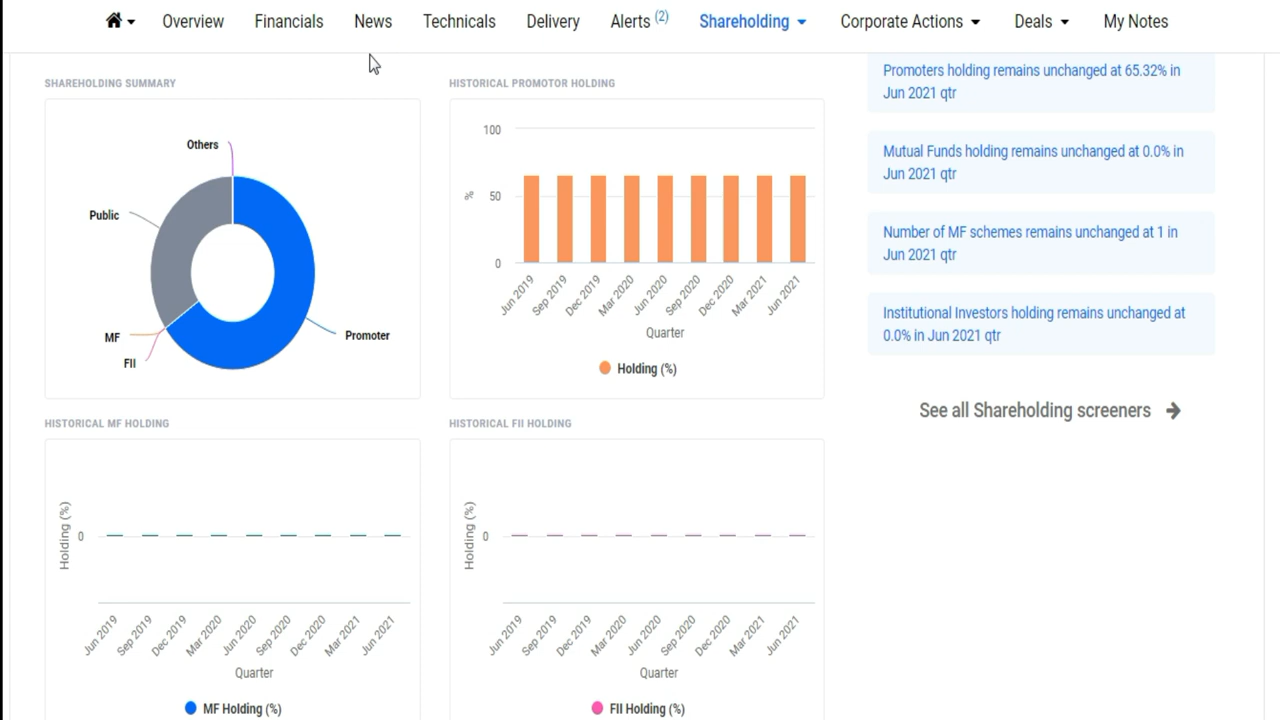 Overview Financials News Technicals Delivery Alerts (2) Shareholding Corporate Actions Deals My Notes
SHAREHOLDING SUMMARY
Others
Public
MF
FII
Promoter
HISTORICAL PROMOTOR HOLDING
100
50
0
%
Jun 2019 Sep 2019 Dec 2019 Mar 2020 Jun 2020 Sep 2020 Dec 2020 Mar 2021 Jun 2021
Quarter
Holding (%)
Promoters holding remains unchanged at 65.32% in
Jun 2021 qtr
Mutual Funds holding remains unchanged at 0.0% in
Jun 2021 qtr
Number of MF schemes remains unchanged at 1 in
Jun 2021 qtr
Institutional Investors holding remains unchanged at
0.0% in Jun 2021 qtr
See all Shareholding screeners
HISTORICAL MF HOLDING
Holding (%)
0
Jun 2019 Sep 2019 Dec 2019 Mar 2020 Jun 2020 Sep 2020 Dec 2020 Mar 2021 Jun 2021
Quarter
MF Holding (%)
HISTORICAL FII HOLDING
Holding (%)
0
Jun 2019 Sep 2019 Dec 2019 Mar 2020 Jun 2020 Sep 2020 Dec 2020 Mar 2021 Jun 2021
Quarter
FII Holding (%)